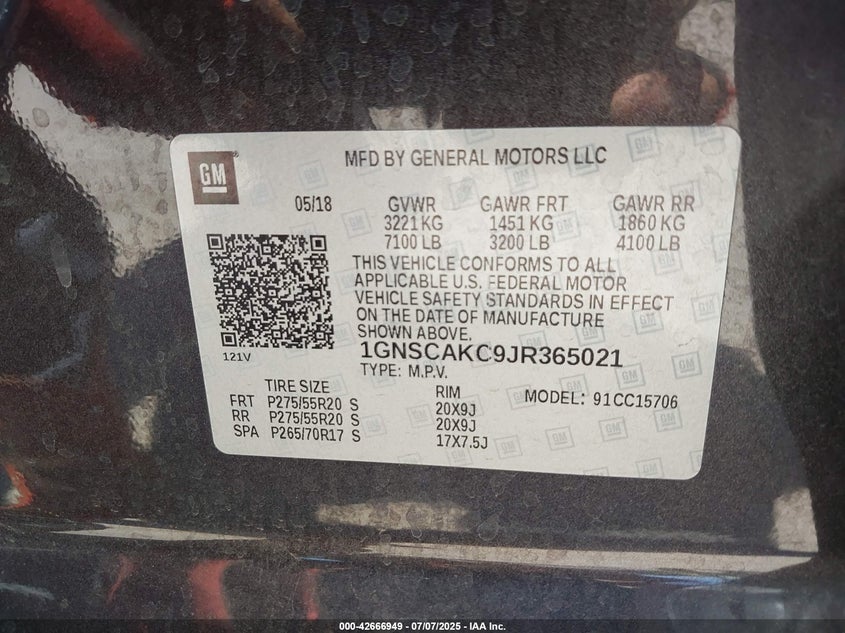 GM
MFD BY GENERAL MOTORS LLC
05/18 GVWR GAWR FRT GAWR RR
3221 KG 1451 KG 1860 KG
7100 LB 3200 LB 4100 LB
THIS VEHICLE CONFORMS TO ALL
APPLICABLE U.S. FEDERAL MOTOR
VEHICLE SAFETY STANDARDS IN EFFECT
ON THE DATE OF MANUFACTURE
SHOWN ABOVE.
121V
1GNSCAKC9JR365021
TYPE: M.P.V.
TIRE SIZE RIM MODEL: 91CC15706
FRT P275/55R20 S 20X9J
RR P275/55R20 S 20X9J
SPA P265/70R17 S 17X7.5J
000-42666949 - 07/07/2025 - IAA Inc.